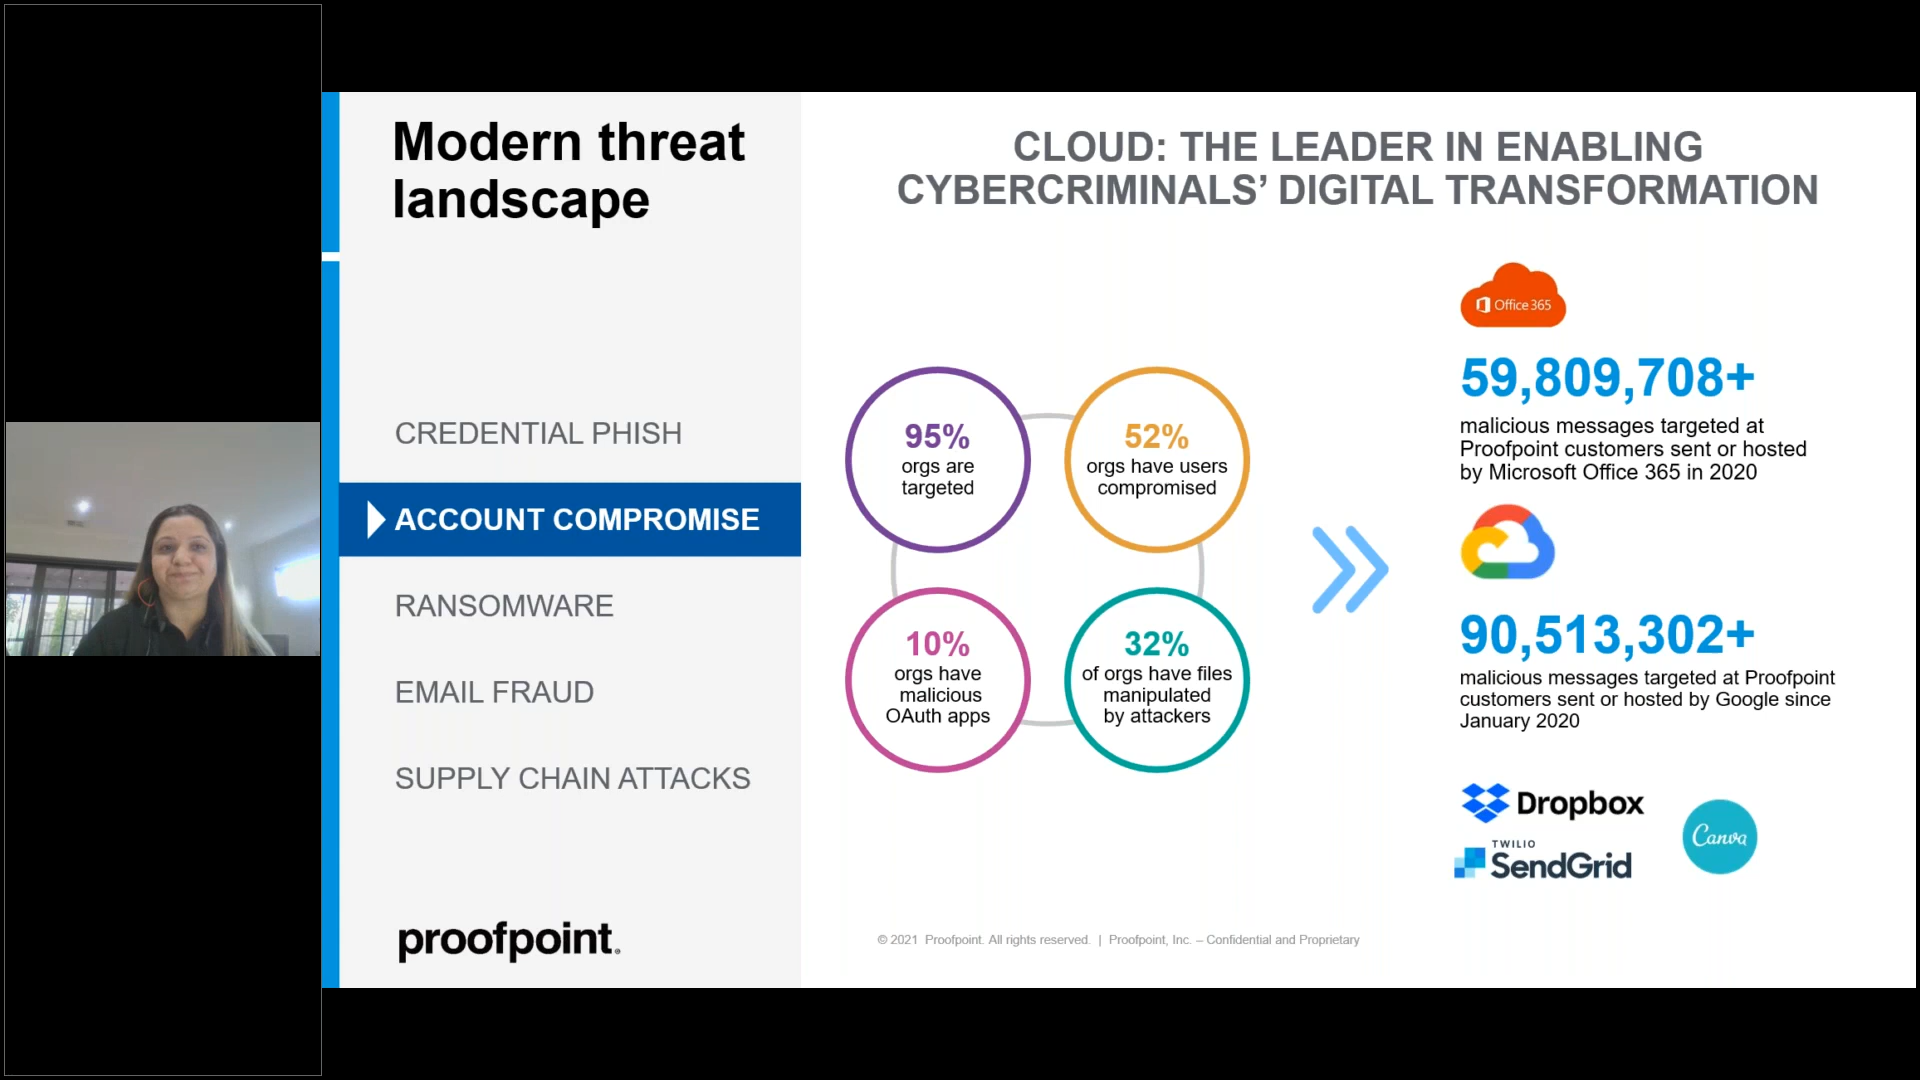 Modern threat
landscape
CREDENTIAL PHISH
ACCOUNT COMPROMISE
RANSOMWARE
EMAIL FRAUD
SUPPLY CHAIN ATTACKS
proofpoint.
CLOUD: THE LEADER IN ENABLING
CYBERCRIMINALS’ DIGITAL TRANSFORMATION
95%
orgs are
targeted
52%
orgs have users
compromised
10%
orgs have
malicious
OAuth apps
32%
of orgs have files
manipulated
by attackers
Office 365
59,809,708+
malicious messages targeted at
Proofpoint customers sent or hosted
by Microsoft Office 365 in 2020
90,513,302+
malicious messages targeted at Proofpoint
customers sent or hosted by Google since
January 2020
Dropbox
TWILIO
SendGrid
Canva
© 2021 Proofpoint. All rights reserved. | Proofpoint, Inc. – Confidential and Proprietary